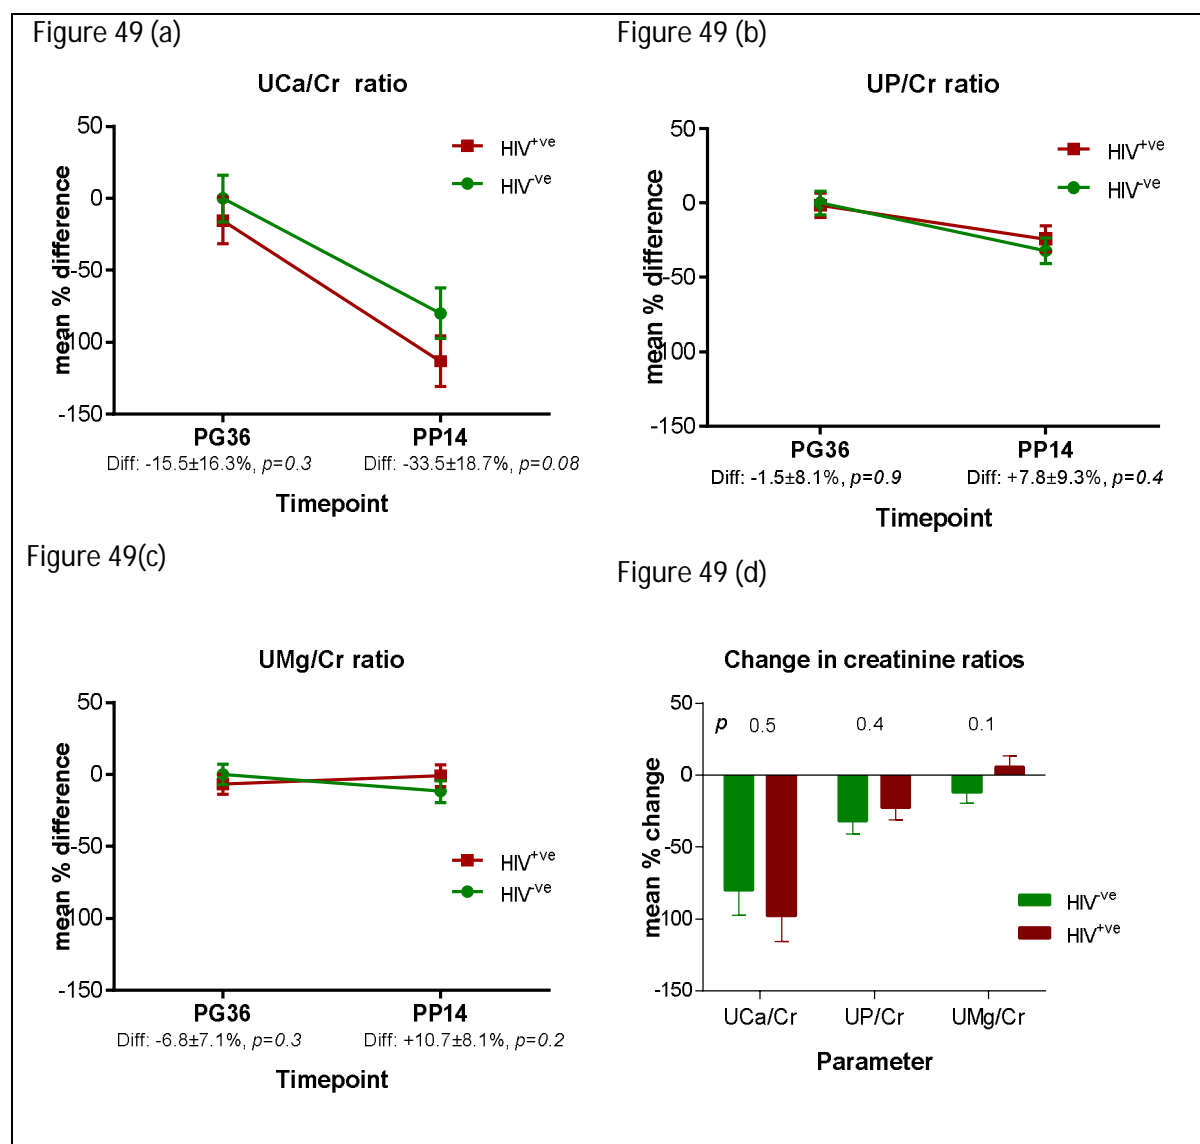 Figure 49 (a)
UCa/Cr ratio
50
0
-50
-100
-150
mean % difference
HIV+ve
HIV-ve
PG36
PP14
Diff: -15.5±16.3%, p=0.3
Diff: -33.5±18.7%, p=0.08
Timepoint
Figure 49 (b)
UP/Cr ratio
50
0
-50
-100
-150
mean % difference
HIV+ve
HIV-ve
PG36
PP14
Diff: -1.5±8.1%, p=0.9
Diff: +7.8±9.3%, p=0.4
Timepoint
Figure 49(c)
UMg/Cr ratio
50
0
-50
-100
-150
mean % difference
HIV+ve
HIV-ve
PG36
PP14
Diff: -6.8±7.1%, p=0.3
Diff: +10.7±8.1%, p=0.2
Timepoint
Figure 49 (d)
Change in creatinine ratios
50
0
-50
-100
-150
mean % change
p 0.5 0.4 0.1
HIV-ve
HIV+ve
UCa/Cr
UP/Cr
UMg/Cr
Parameter